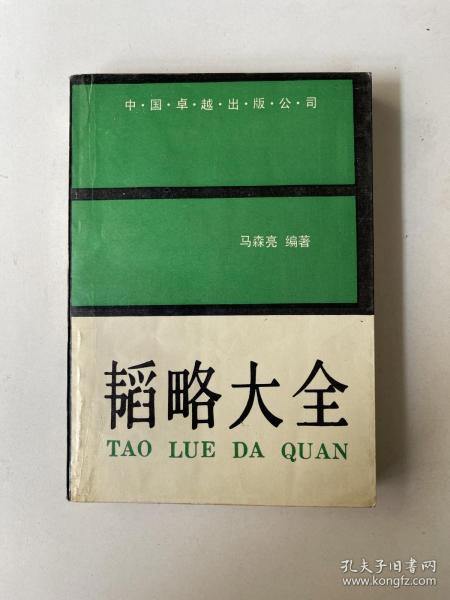 中·国·卓·越·出·版·公·司
马森亮 编著
韬略大全
TAO LUE DA QUAN
孔夫子旧书网
www.kongfz.com